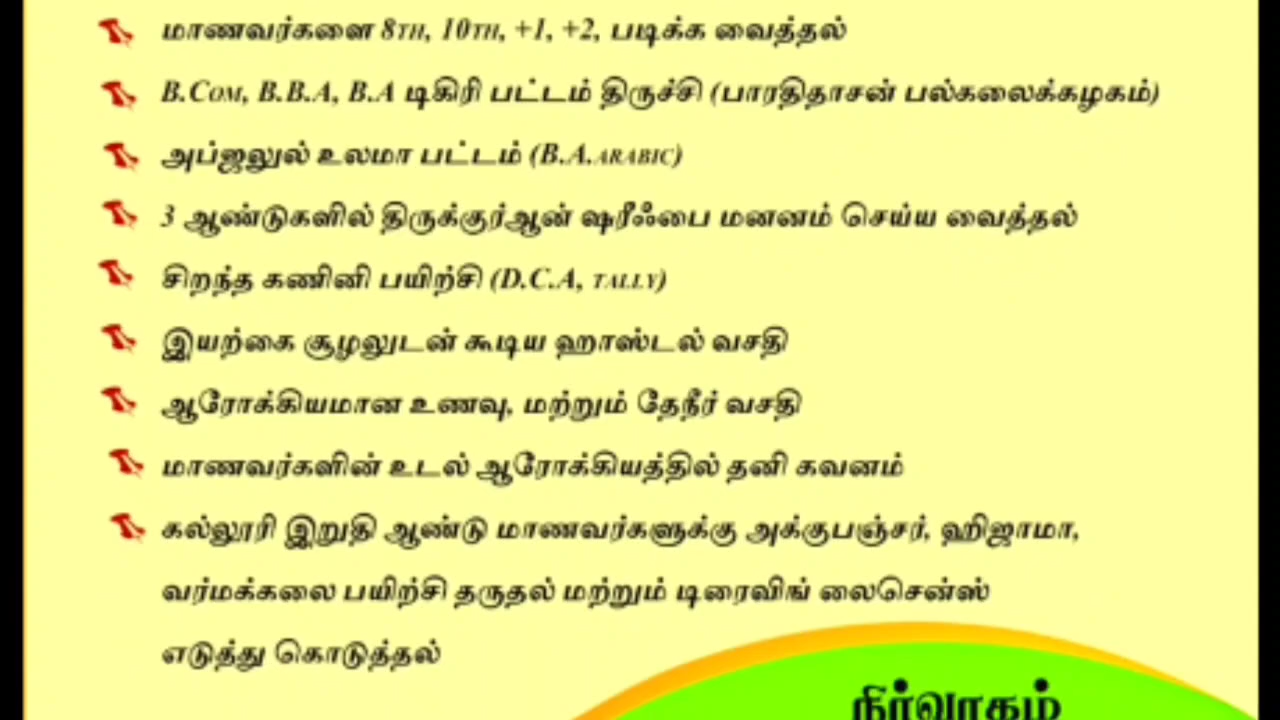 மாணவர்களை 8TH, 10TH, +1, +2, படிக்க வைத்தல்
B.COM, B.B.A, B.A டிகிரி பட்டம் திருச்சி (பாரதிதாசன் பல்கலைக்கழகம்)
அப்ஜலுல் உலமா பட்டம் (B.A.ARABIC)
3 ஆண்டுகளில் திருக்குர்ஆன் ஷரீஃபை மனனம் செய்ய வைத்தல்
சிறந்த கணினி பயிற்சி (D.C.A, TALLY)
இயற்கை சூழலுடன் கூடிய ஹாஸ்டல் வசதி
ஆரோக்கியமான உணவு, மற்றும் தேநீர் வசதி
மாணவர்களின் உடல் ஆரோக்கியத்தில் தனி கவனம்
கல்லூரி இறுதி ஆண்டு மாணவர்களுக்கு அக்குபஞ்சர், ஹிஜாமா,
வர்மக்கலை பயிற்சி தருதல் மற்றும் டிரைவிங் லைசென்ஸ்
எடுத்து கொடுத்தல்
நிர்வாகம்